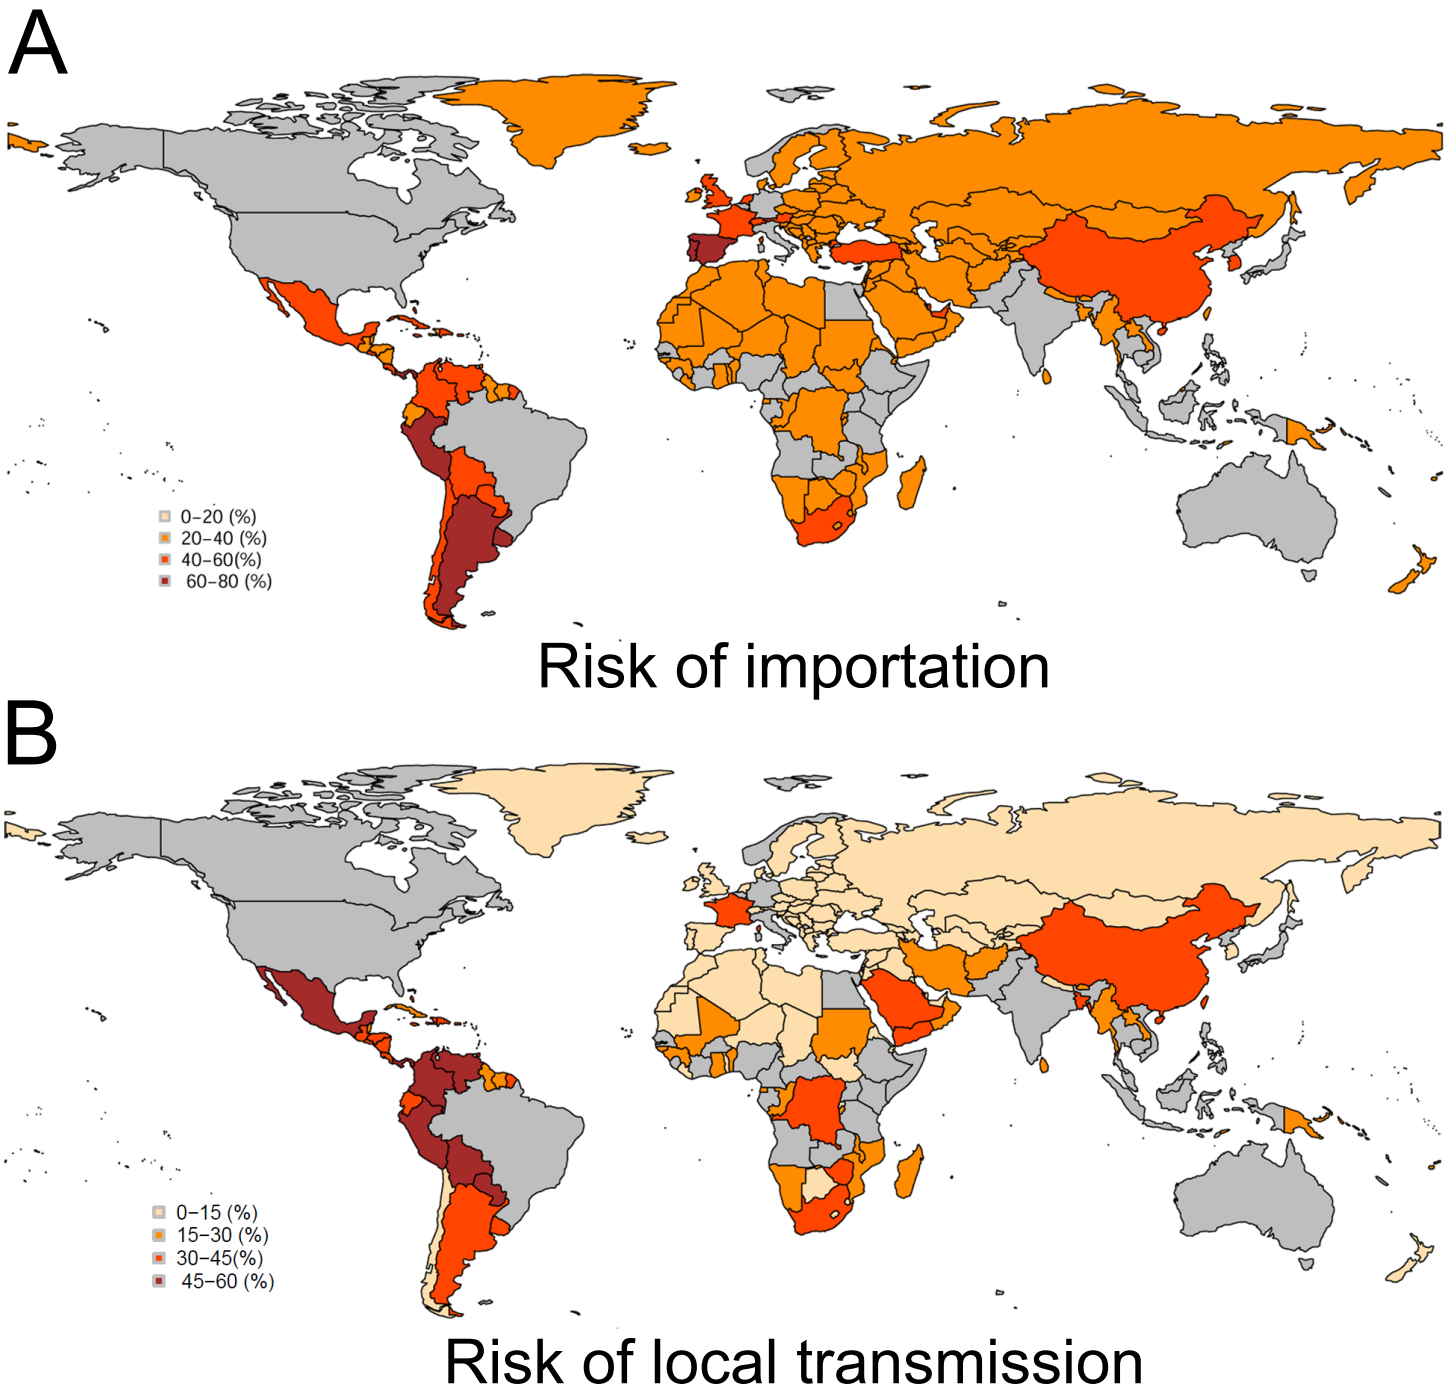 A
0−20 (%)
20−40 (%)
40−60(%)
60−80 (%)
Risk of importation
B
0−15 (%)
15−30 (%)
30−45(%)
45−60 (%)
Risk of local transmission